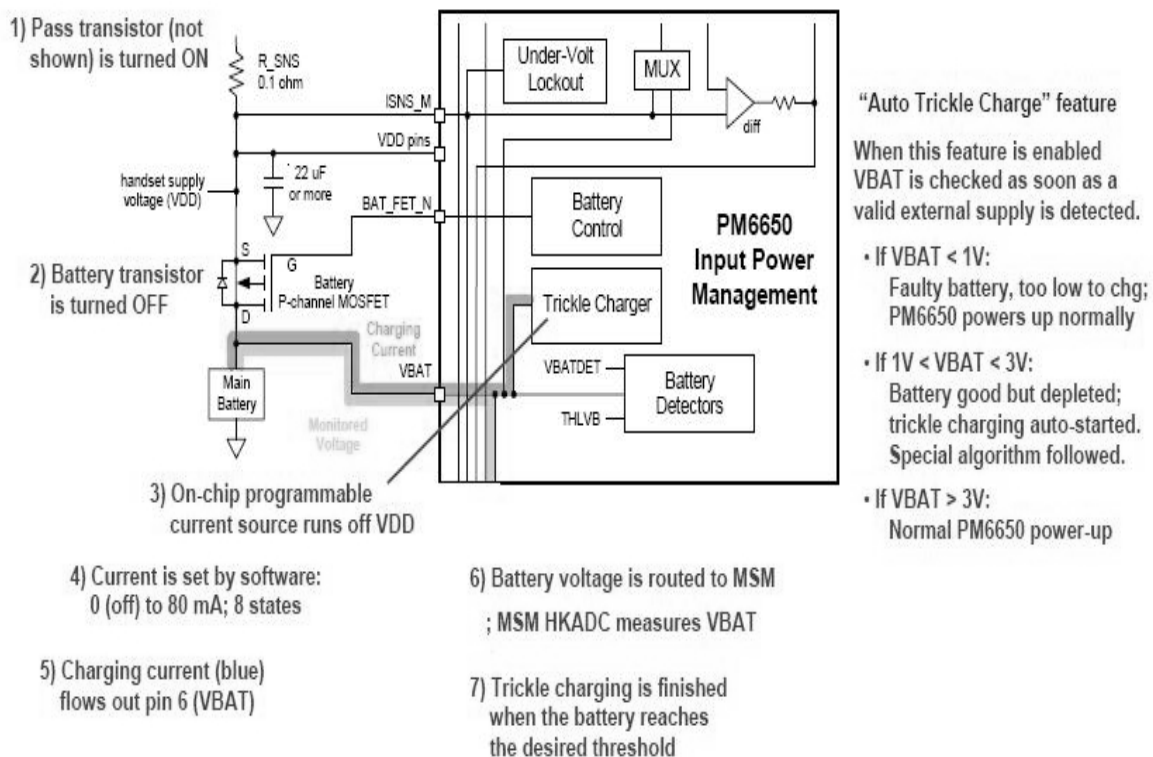 1) Pass transistor (not
shown) is turned ON
R_SNS
0.1 ohm
ISNS_M
VDD pins
22 uF
or more
handset supply
voltage (VDD)
BAT_FET_N
S
G
D
Battery
P-channel MOSFET
2) Battery transistor
is turned OFF
Charging
Current
VBAT
Main
Battery
Monitored
Voltage
Under-Volt
Lockout
MUX
diff
Battery
Control
PM6650
Input Power
Management
Trickle Charger
VBATDET
THLVB
Battery
Detectors
3) On-chip programmable
current source runs off VDD
4) Current is set by software:
0 (off) to 80 mA; 8 states
5) Charging current (blue)
flows out pin 6 (VBAT)
6) Battery voltage is routed to MSM
; MSM HKADC measures VBAT
7) Trickle charging is finished
when the battery reaches
the desired threshold
“Auto Trickle Charge” feature
When this feature is enabled
VBAT is checked as soon as a
valid external supply is detected.
• If VBAT < 1V:
Faulty battery, too low to chg;
PM6650 powers up normally
• If 1V < VBAT < 3V:
Battery good but depleted;
trickle charging auto-started.
Special algorithm followed.
• If VBAT > 3V:
Normal PM6650 power-up